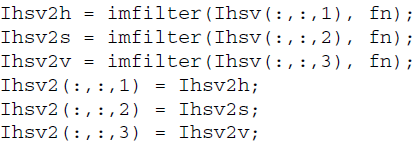 Ihsv2h = imfilter(Ihsv(:,:,1), fn);
Ihsv2s = imfilter(Ihsv(:,:,2), fn);
Ihsv2v = imfilter(Ihsv(:,:,3), fn);
Ihsv2(:,:,1) = Ihsv2h;
Ihsv2(:,:,2) = Ihsv2s;
Ihsv2(:,:,3) = Ihsv2v;